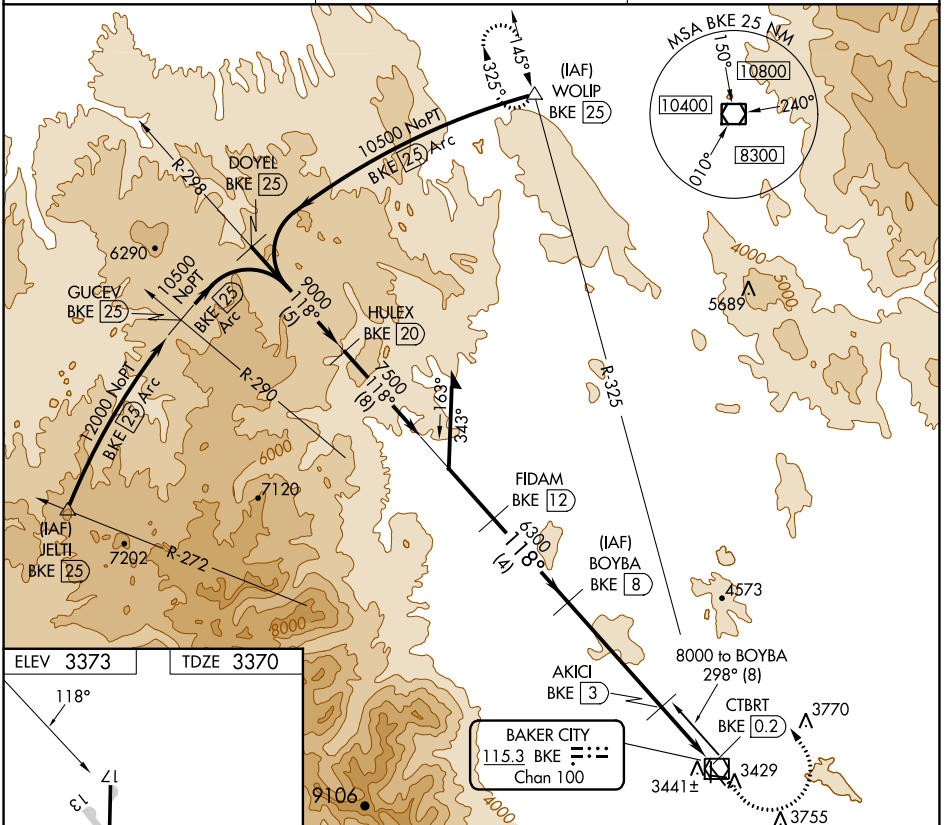 MSA BKE 25 NM
150°
10800
10400
240°
8300
010°
145°
325°
(IAF)
WOLIP
BKE 25
10500 NoPT
BKE 25 Arc
R-298
DOYEL
BKE 25
6290
GUCEV
BKE 25
10500
NoPT
BKE 25
Arc
9000
118°
(5)
HULEX
BKE 20
4000
5000
5689
12000 NoPT
BKE 25 Arc
R-290
7500
118°
(8)
163°
343°
R-325
6000
7120
FIDAM
BKE 12
(IAF)
JELTI
BKE 25
7202
R-272
6300
118°
(4)
(IAF)
BOYBA
BKE 8
4573
8000
ELEV 3373
TDZE 3370
8000 to BOYBA
298° (8)
AKICI
BKE 3
CTBRT
BKE 0.2
3770
118°
BAKER CITY
115.3 BKE
Chan 100
3441±
3429
17
13
9106
4000
3755